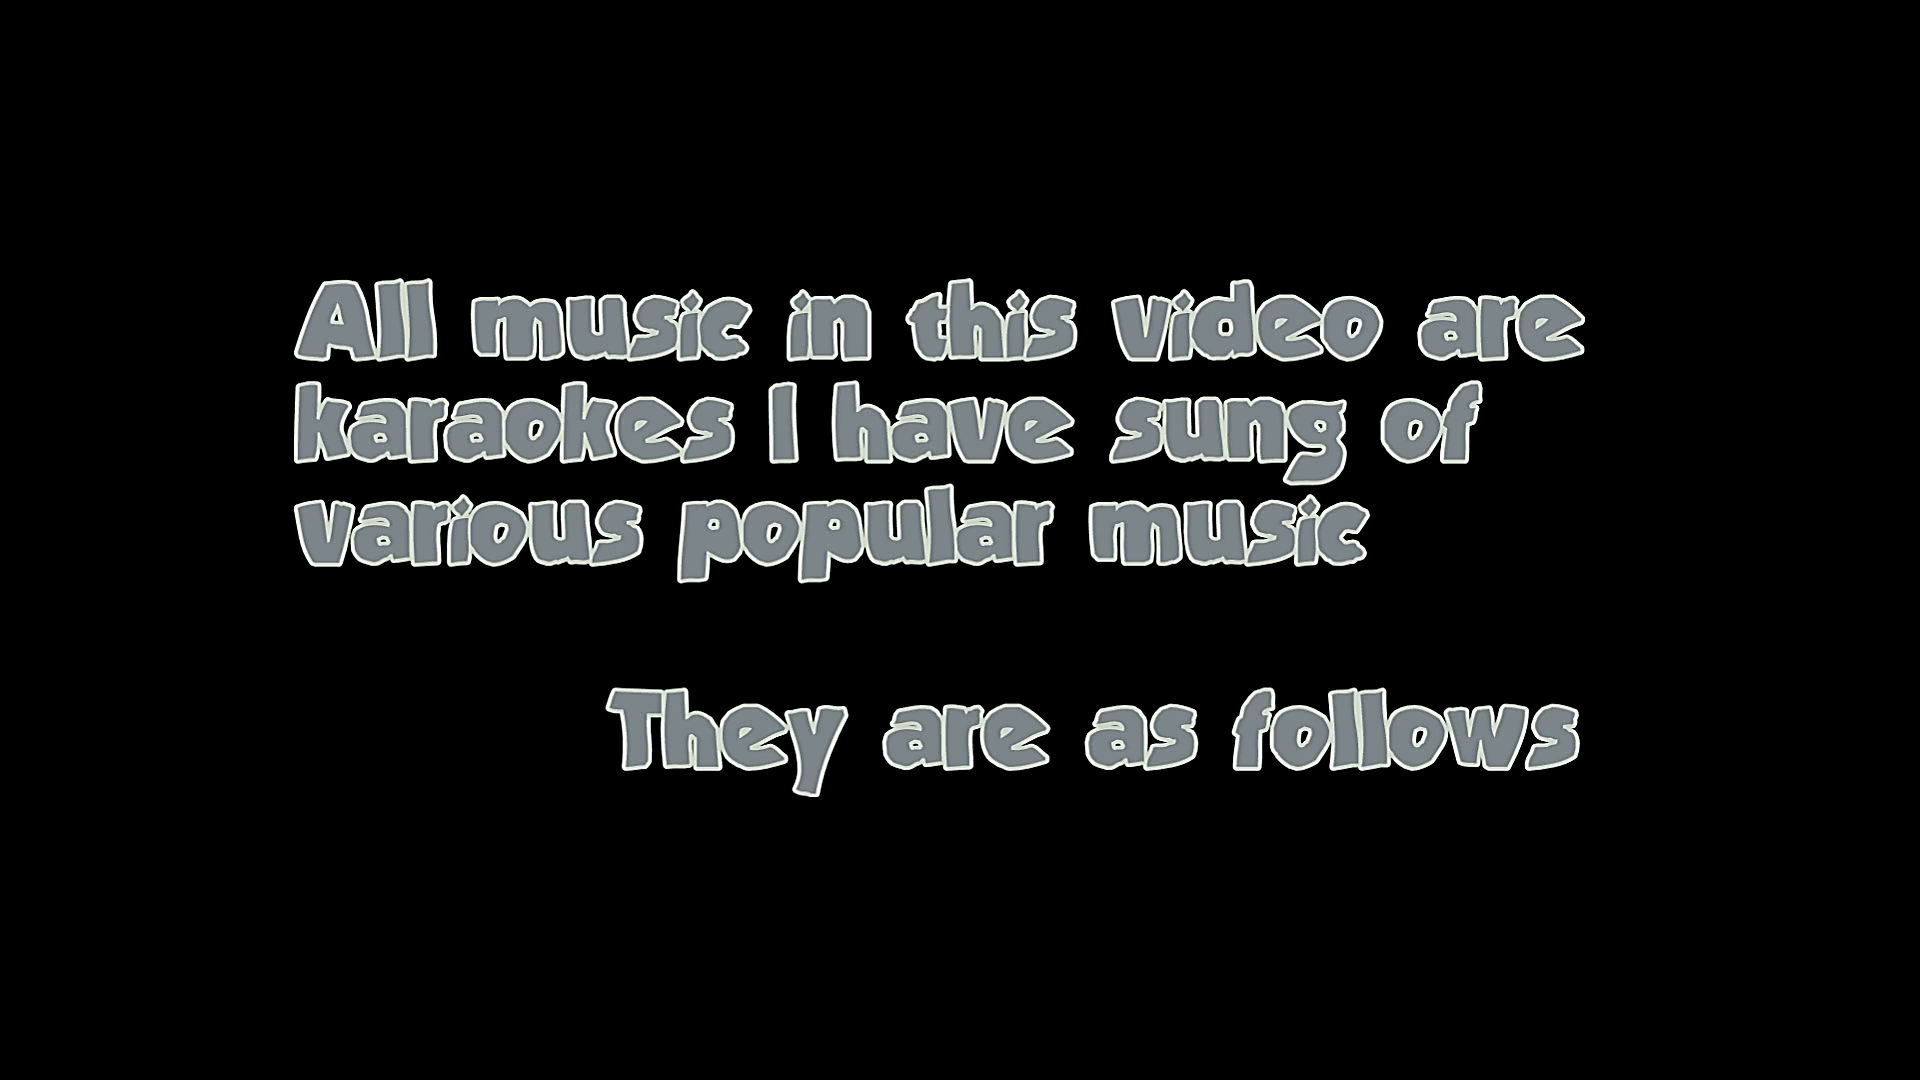 All music in this video are
karaokes I have sung of
various popular music
They are as follows